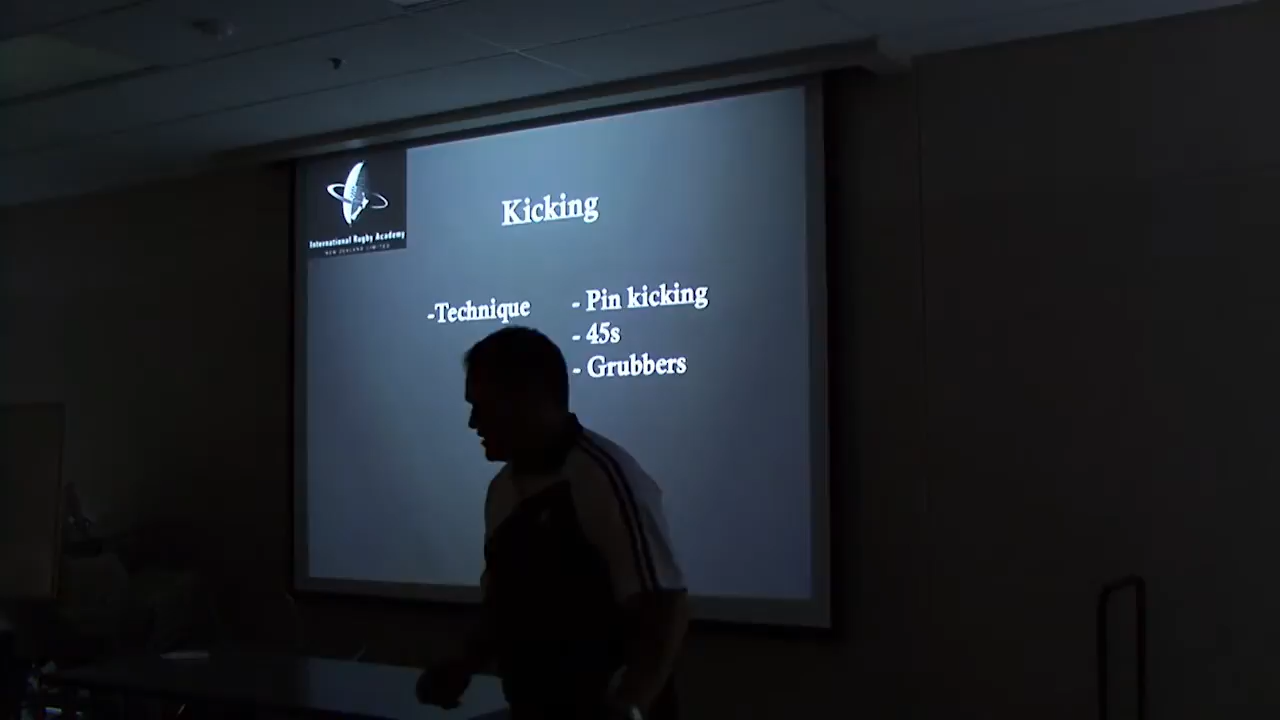 International Rugby Academy
NEW ZEALAND LIMITED
Kicking
-Technique
- Pin kicking
- 45s
- Grubbers